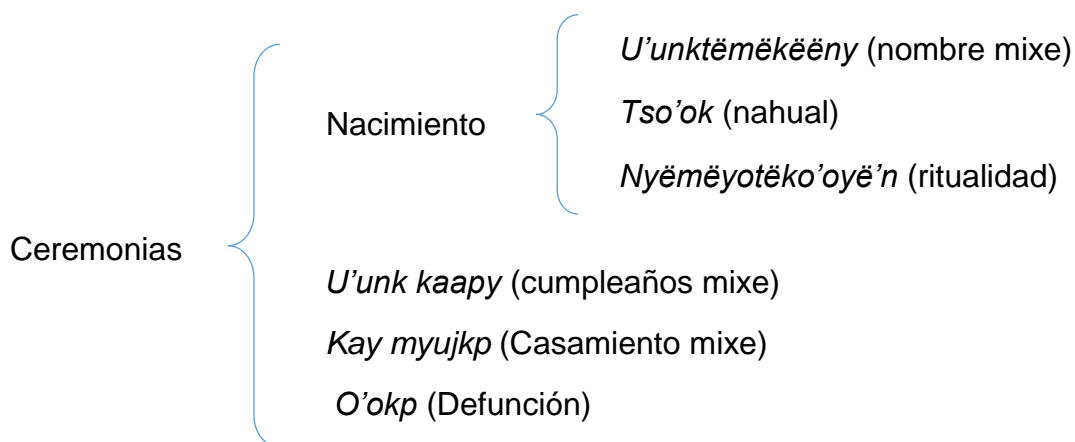 U'unktëmëkëëny (nombre mixe)
Nacimiento
Tso'ok (nahual)
Nyëmëyotëko'oyë'n (ritualidad)
Ceremonias
U'unk kaapy (cumpleaños mixe)
Kay myujkp (Casamiento mixe)
O'okp (Defunción)